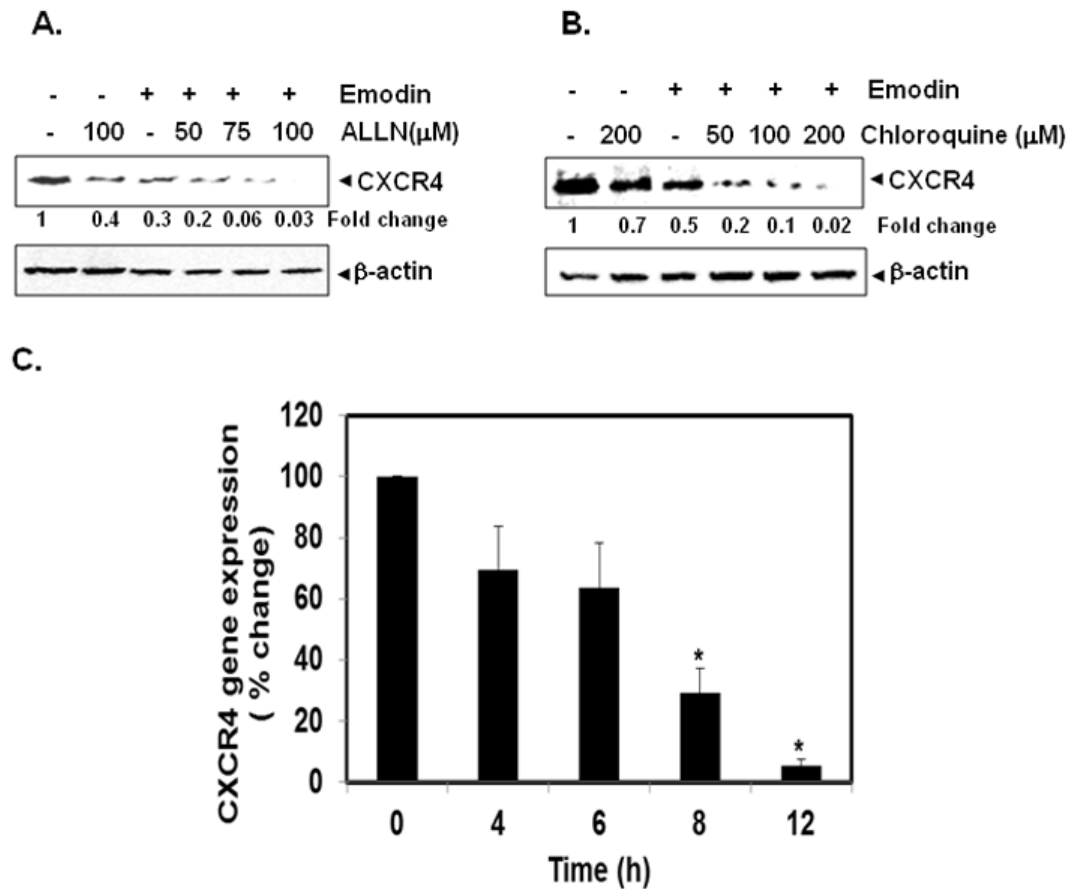 A.
- - + + + + Emodin
- 100 - 50 75 100 ALLN(μM)
◄CXCR4
1 0.4 0.3 0.2 0.06 0.03 Fold change
◄β-actin
B.
- - + + + + Emodin
- 200 - 50 100 200 Chloroquine (μM)
◄CXCR4
1 0.7 0.5 0.2 0.1 0.02 Fold change
◄β-actin
C.
CXCR4 gene expression
( % change)
120
100
80
60
40
20
0
*
*
0 4 6 8 12
Time (h)